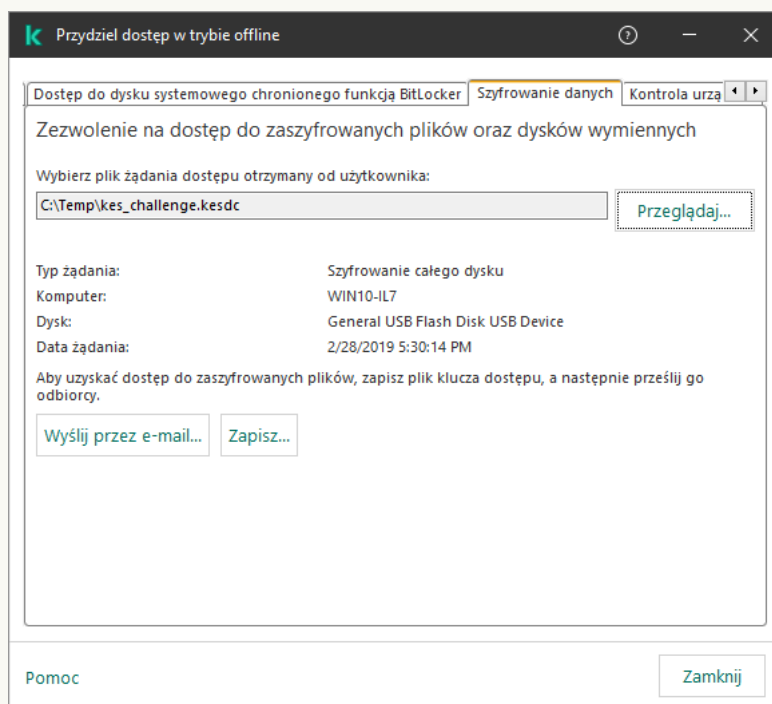 Przydziel dostęp w trybie offline
Dostęp do dysku systemowego chronionego funkcją BitLocker
Szyfrowanie danych
Kontrola urzą
Zezwolenie na dostęp do zaszyfrowanych plików oraz dysków wymiennych
Wybierz plik żądania dostępu otrzymany od użytkownika:
C:\Temp\kes_challenge.kesdc
Przeglądaj...
Typ żądania: Szyfrowanie całego dysku
Komputer: WIN10-IL7
Dysk: General USB Flash Disk USB Device
Data żądania: 2/28/2019 5:30:14 PM
Aby uzyskać dostęp do zaszyfrowanych plików, zapisz plik klucza dostępu, a następnie prześlij go
odbiorcy.
Wyślij przez e-mail... Zapisz...
Pomoc Zamknij